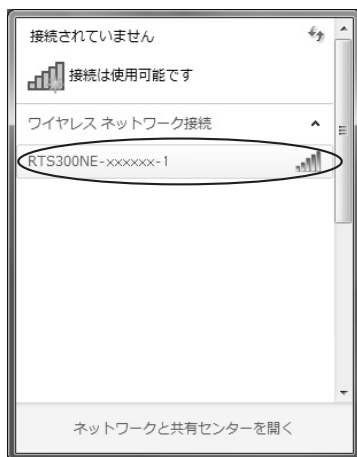 接続されていません
接続は使用可能です
ワイヤレス ネットワーク接続
RTS300NE-xxxxxx-1
ネットワークと共有センターを開く